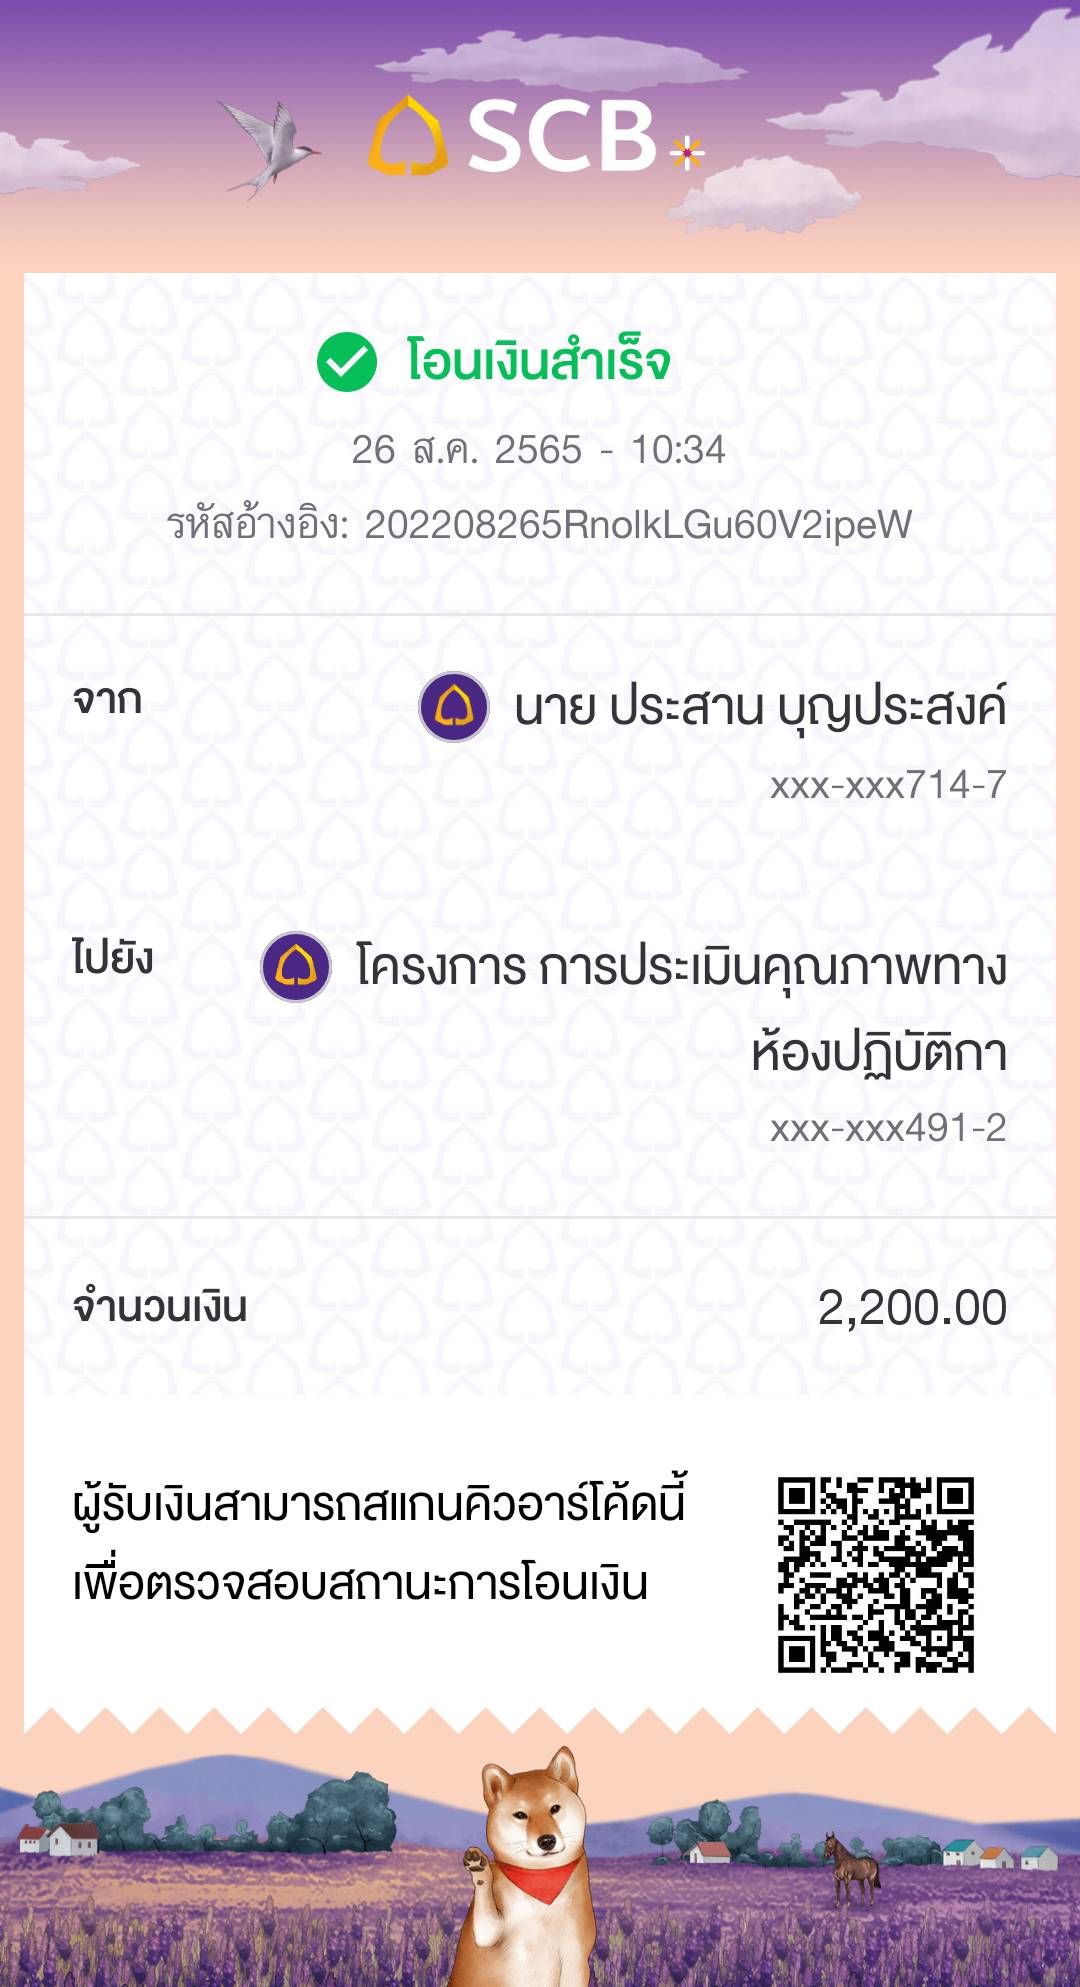 SCB
โอนเงินสำเร็จ
26 ส.ค. 2565 - 10:34
รหัสอ้างอิง: 202208265RnolkLGu60V2ipeW
จาก
นาย ประสาน บุญประสงค์
xxx-xxx714-7
ไปยัง
โครงการ การประเมินคุณภาพทาง
ห้องปฏิบัติกา
xxx-xxx491-2
จำนวนเงิน
2,200.00
ผู้รับเงินสามารถสแกนคิวอาร์โค้ดนี้
เพื่อตรวจสอบสถานะการโอนเงิน